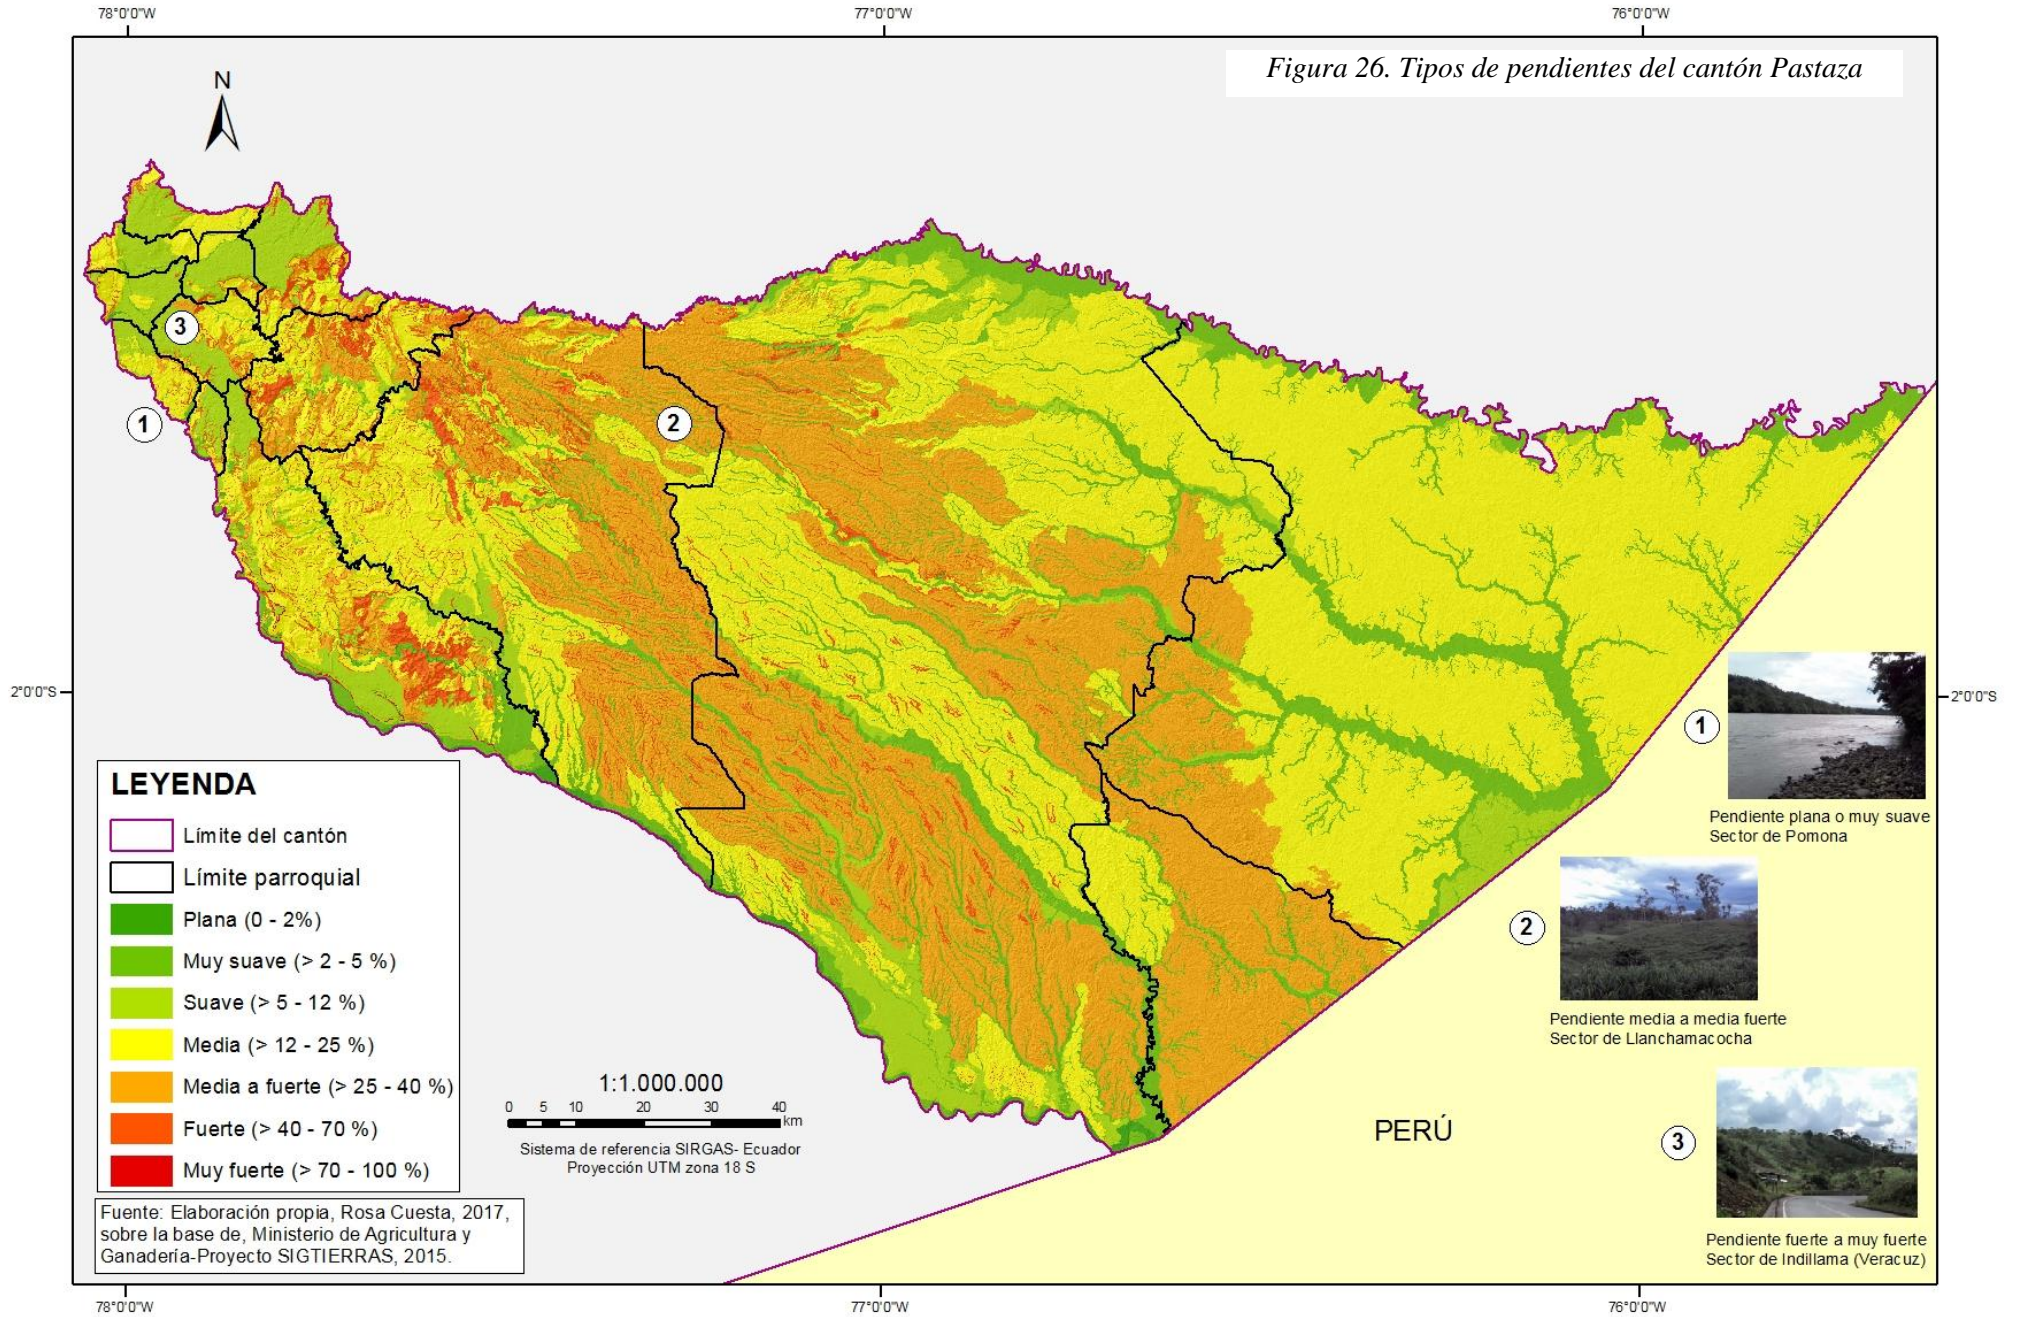 78°0'0"W
77°0'0"W
76°0'0"W
Figura 26. Tipos de pendientes del cantón Pastaza
N
3
1
2
2°0'0"S
2°0'0"S
1
Pendiente plana o muy suave
Sector de Pomona
2
Pendiente media a media fuerte
Sector de Llanchamacocha
3
Pendiente fuerte a muy fuerte
Sector de Indillama (Veracuz)
PERÚ
LEYENDA
Límite del cantón
Límite parroquial
Plana (0 - 2%)
Muy suave (> 2 - 5 %)
Suave (> 5 - 12 %)
Media (> 12 - 25 %)
Media a fuerte (> 25 - 40 %)
Fuerte (> 40 - 70 %)
Muy fuerte (> 70 - 100 %)
1:1.000.000
0 5 10 20 30 40
km
Sistema de referencia SIRGAS- Ecuador
Proyección UTM zona 18 S
Fuente: Elaboración propia, Rosa Cuesta, 2017,
sobre la base de, Ministerio de Agricultura y
Ganadería-Proyecto SIGTIERRAS, 2015.
78°0'0"W
77°0'0"W
76°0'0"W